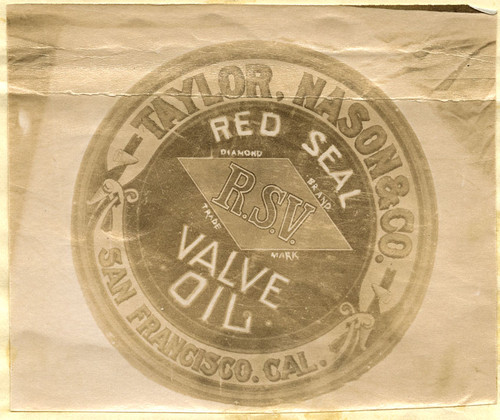 TAYLOR, NASON & CO.
RED SEAL
DIAMOND
BRAND
R.S.V.
TRADE
MARK
VALVE
OIL
SAN FRANCISCO. CAL.